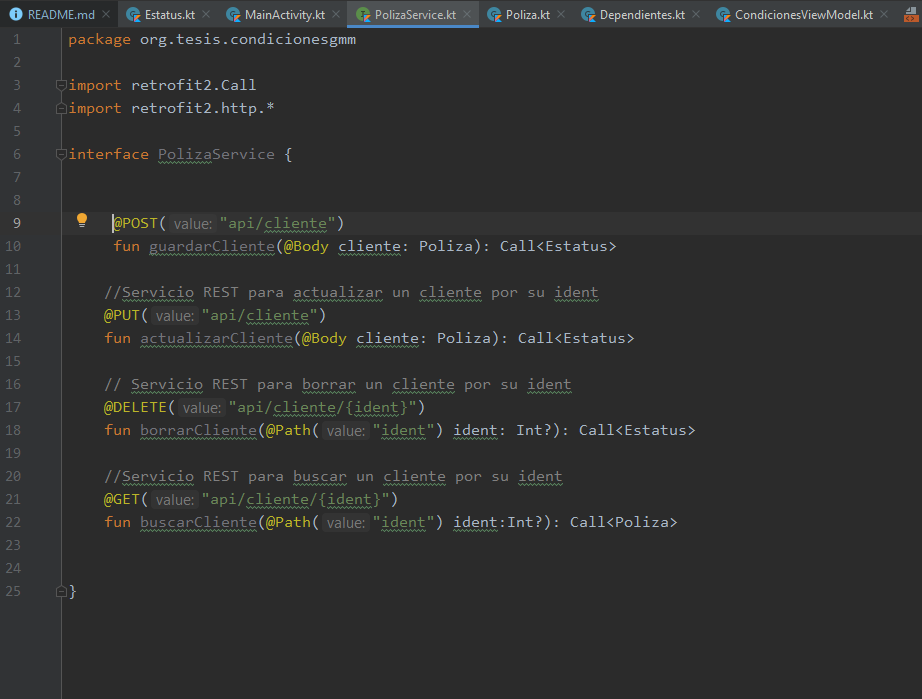 README.md Estatus.kt MainActivity.kt PolizaService.kt Poliza.kt Dependientes.kt CondicionesViewModel.kt
1 package org.tesis.condicionesgmm
2
3 import retrofit2.Call
4 import retrofit2.http.*
5
6 interface PolizaService {
7
8
9 @POST( value: "api/cliente")
10 fun guardarCliente(@Body cliente: Poliza): Call<Estatus>
11
12 //Servicio REST para actualizar un cliente por su ident
13 @PUT( value: "api/cliente")
14 fun actualizarCliente(@Body cliente: Poliza): Call<Estatus>
15
16 // Servicio REST para borrar un cliente por su ident
17 @DELETE( value: "api/cliente/{ident}")
18 fun borrarCliente(@Path( value: "ident") ident: Int?): Call<Estatus>
19
20 //Servicio REST para buscar un cliente por su ident
21 @GET( value: "api/cliente/{ident}")
22 fun buscarCliente(@Path( value: "ident") ident:Int?): Call<Poliza>
23
24
25 }